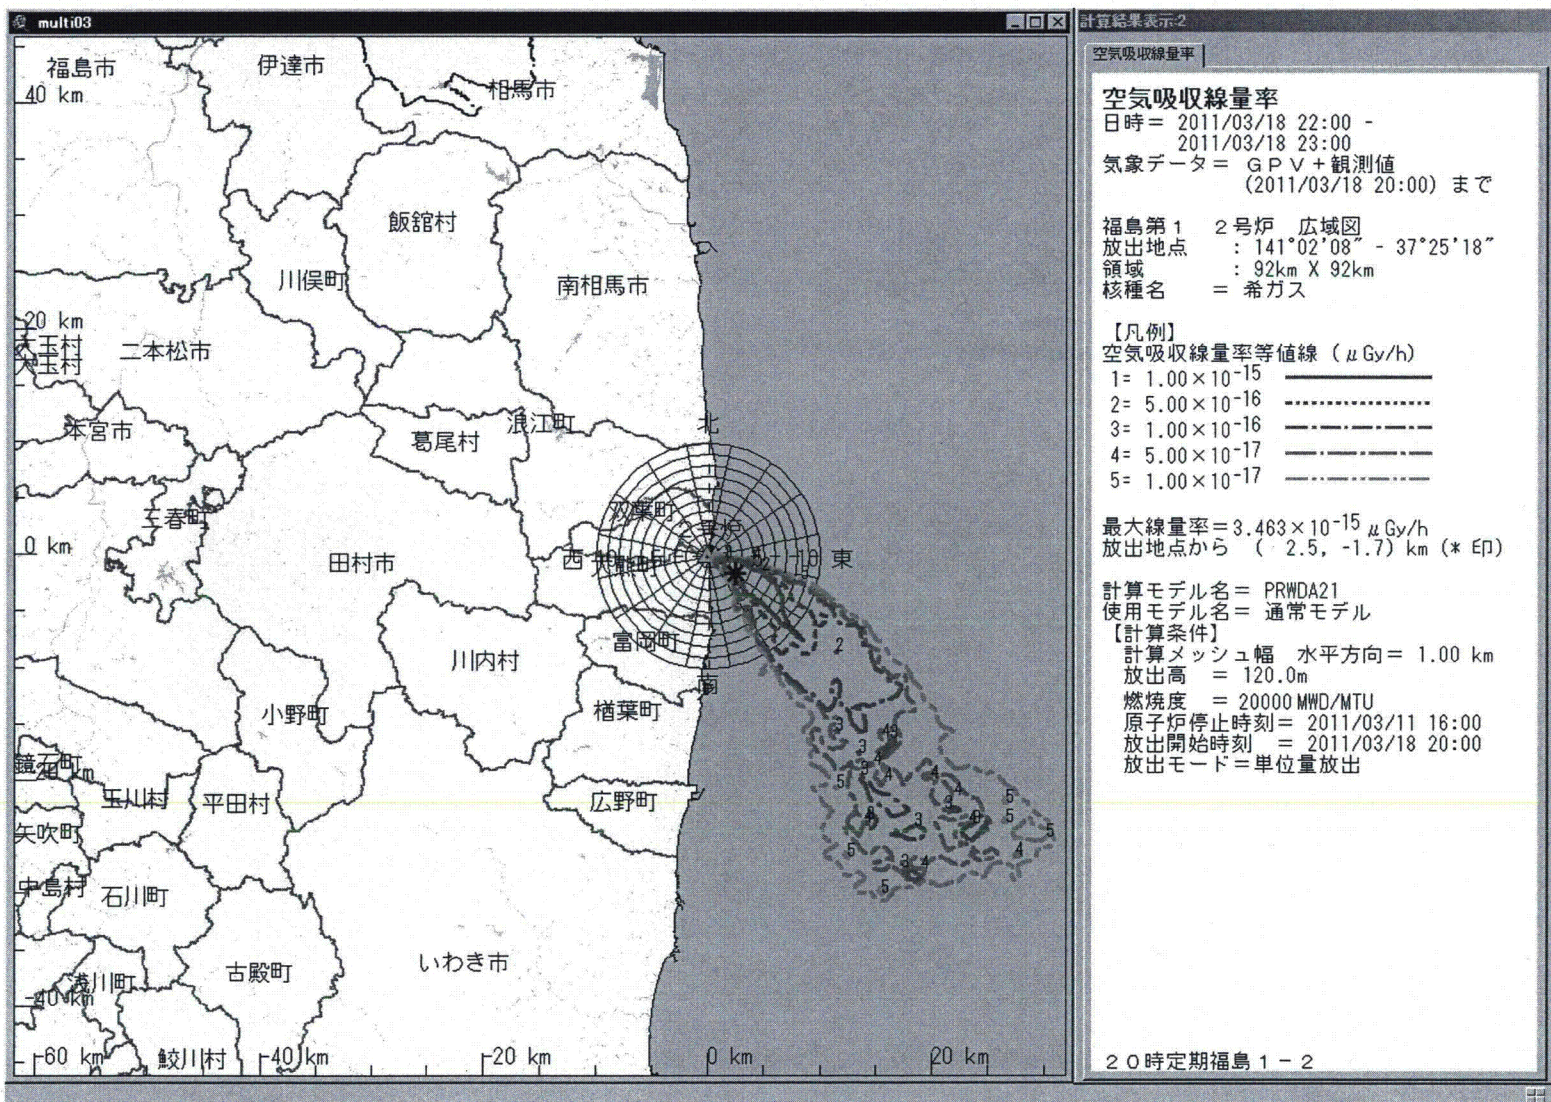 multi03
福島市
伊達市
相馬市
40 km
飯舘村
川俣町
南相馬市
20 km
大玉村
大玉村
二本松市
本宮市
葛尾村
浪江町
北
三春町
双葉町
0 km
田村市
西
10
東
富岡町
川内村
南
小野町
楢葉町
鏡石町
玉川村
平田村
広野町
矢吹町
中島村
石川町
いわき市
浅川町
古殿町
-40 km
鮫川村
-60 km
-40 km
-20 km
0 km
20 km
計算結果表示-2
空気吸収線量率
空気吸収線量率
日時= 2011/03/18 22:00 -
2011/03/18 23:00
気象データ= GPV+観測値
(2011/03/18 20:00) まで
福島第1 2号炉 広域図
放出地点 : 141°02'08" - 37°25'18"
領域 : 92km X 92km
核種名 = 希ガス
【凡例】
空気吸収線量率等値線 (μGy/h)
1= 1.00×10-15
2= 5.00×10-16
3= 1.00×10-16
4= 5.00×10-17
5= 1.00×10-17
最大線量率=3.463×10-15 μGy/h
放出地点から ( 2.5, -1.7) km (* 印)
計算モデル名= PRWDA21
使用モデル名= 通常モデル
【計算条件】
計算メッシュ幅 水平方向= 1.00 km
放出高 = 120.0m
燃焼度 = 20000MWD/MTU
原子炉停止時刻= 2011/03/11 16:00
放出開始時刻 = 2011/03/18 20:00
放出モード=単位量放出
20時定期福島1-2